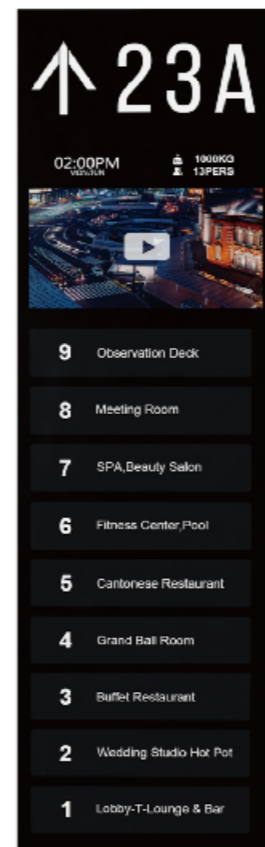 ↑ 23A
02:00PM 1000KG
13PERS
9 Observation Deck
8 Meeting Room
7 SPA,Beauty Salon
6 Fitness Center,Pool
5 Cantonese Restaurant
4 Grand Ball Room
3 Buffet Restaurant
2 Wedding Studio Hot Pot
1 Lobby-T-Lounge & Bar